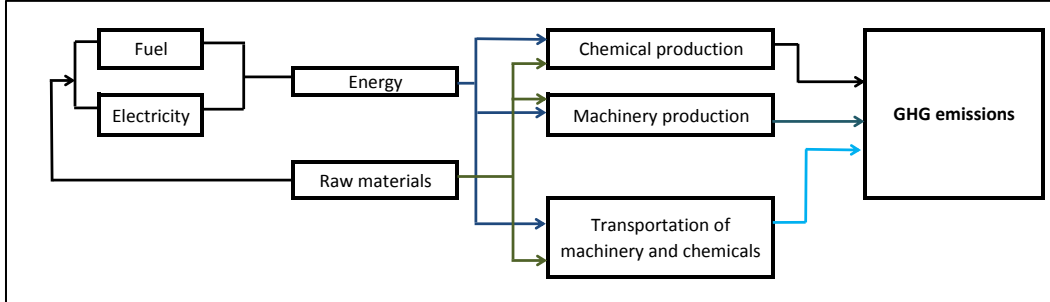 Fuel
Electricity
Energy
Raw materials
Chemical production
Machinery production
Transportation of
machinery and chemicals
GHG emissions